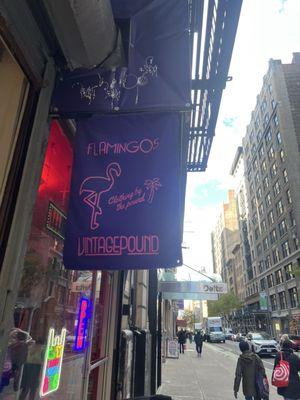 FLAMINGOS
Clothing
by the
pound
VINTAGEPOUND